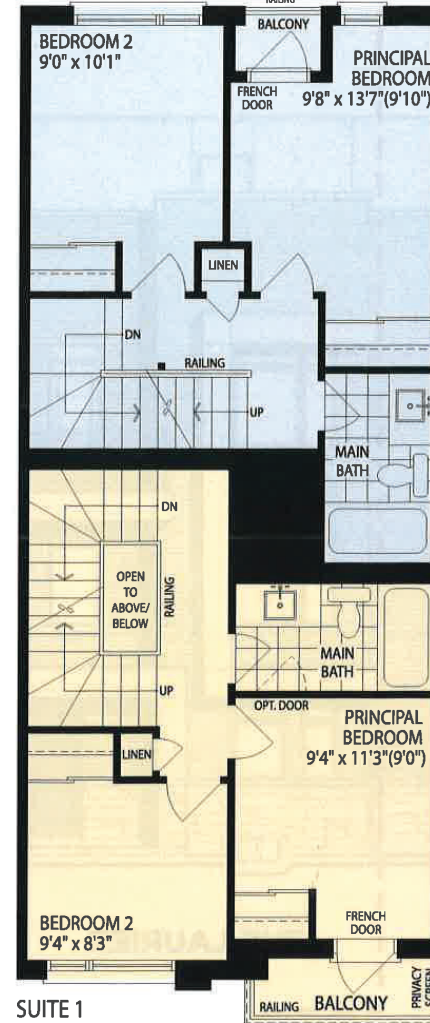 RAILING
BALCONY
BEDROOM 2
9'0" x 10'1"
FRENCH
DOOR
PRINCIPAL
BEDROOM
9'8" x 13'7"(9'10")
LINEN
DN
RAILING
UP
MAIN
BATH
DN
OPEN
TO
ABOVE/
BELOW
RAILING
UP
MAIN
BATH
OPT. DOOR
PRINCIPAL
BEDROOM
9'4" x 11'3"(9'0")
LINEN
BEDROOM 2
9'4" x 8'3"
FRENCH
DOOR
RAILING
BALCONY
PRIVACY
SCREEN
SUITE 1